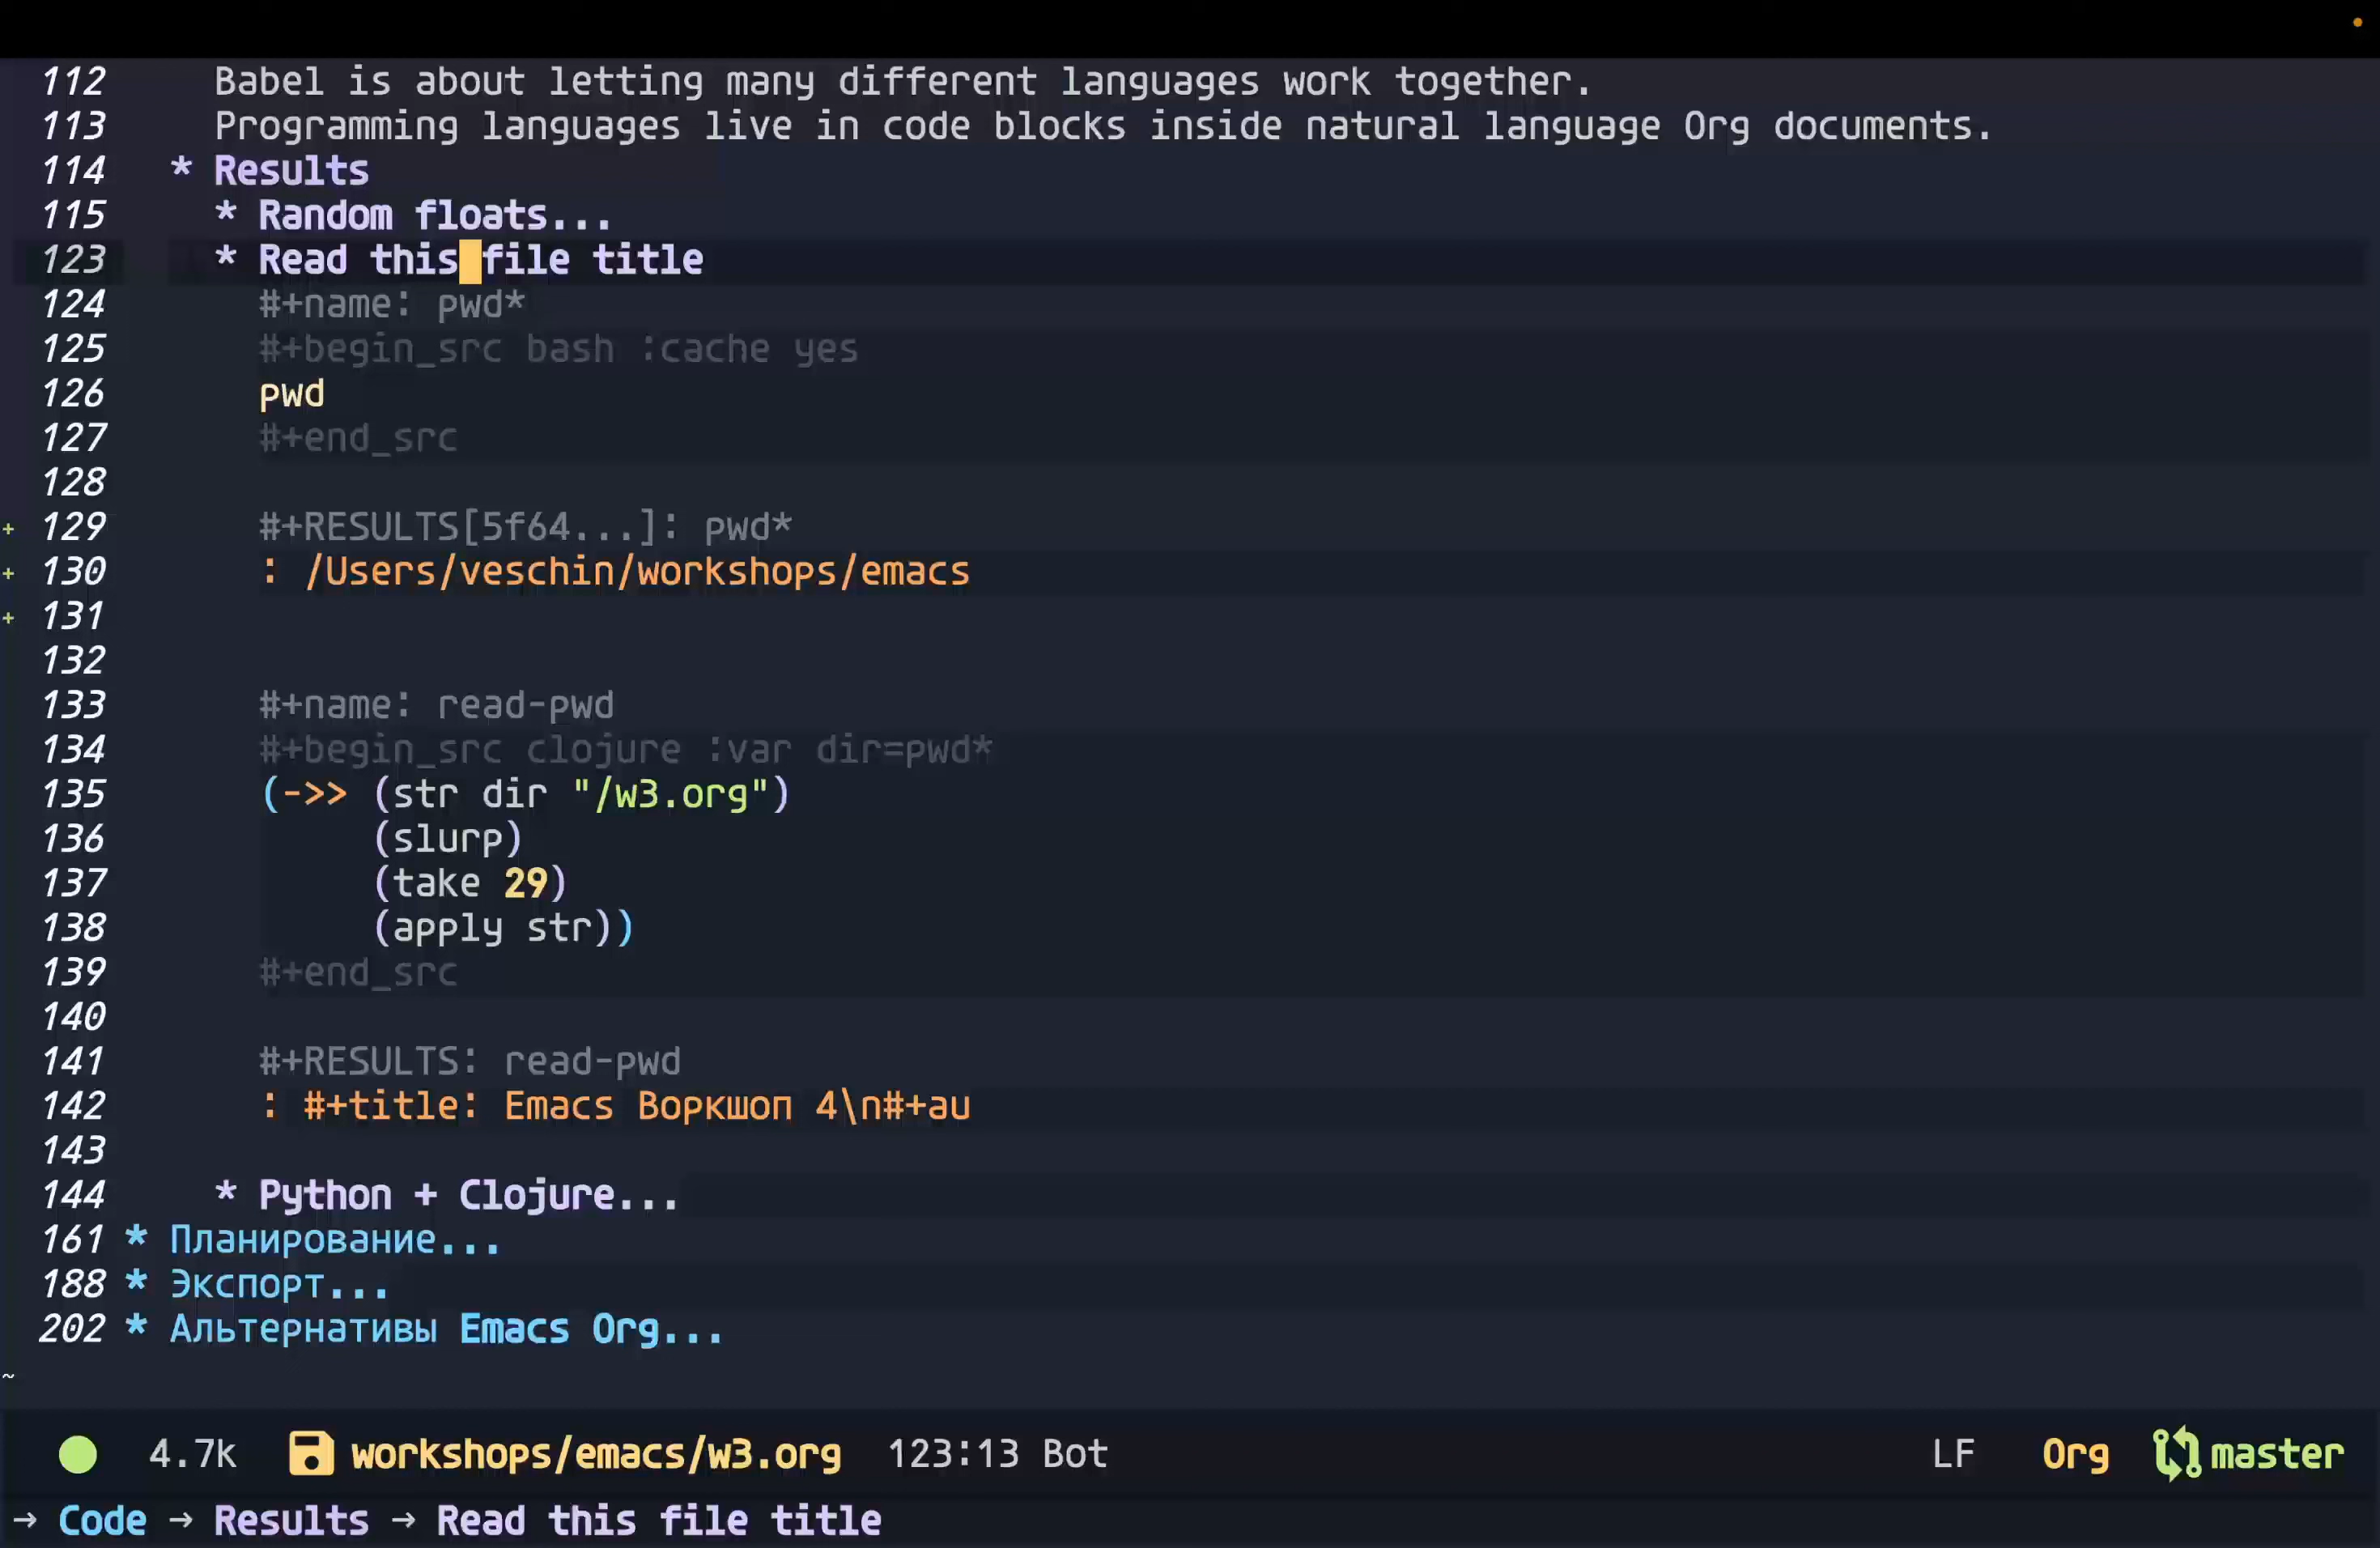 112 Babel is about letting many different languages work together.
113 Programming languages live in code blocks inside natural language Org documents.
114 * Results
115 * Random floats...
123 * Read this file title
124 #+name: pwd*
125 #+begin_src bash :cache yes
126 pwd
127 #+end_src
128
+ 129 #+RESULTS[5f64...]: pwd*
+ 130 : /Users/veschin/workshops/emacs
+ 131
132
133 #+name: read-pwd
134 #+begin_src clojure :var dir=pwd*
135 (->> (str dir "/w3.org")
136 (slurp)
137 (take 29)
138 (apply str))
139 #+end_src
140
141 #+RESULTS: read-pwd
142 : #+title: Emacs Воркшоп 4\n#+au
143
144 * Python + Clojure...
161 * Планирование...
188 * Экспорт...
202 * Альтернативы Emacs Org...
~
4.7k workshops/emacs/w3.org 123:13 Bot LF Org master
→ Code → Results → Read this file title